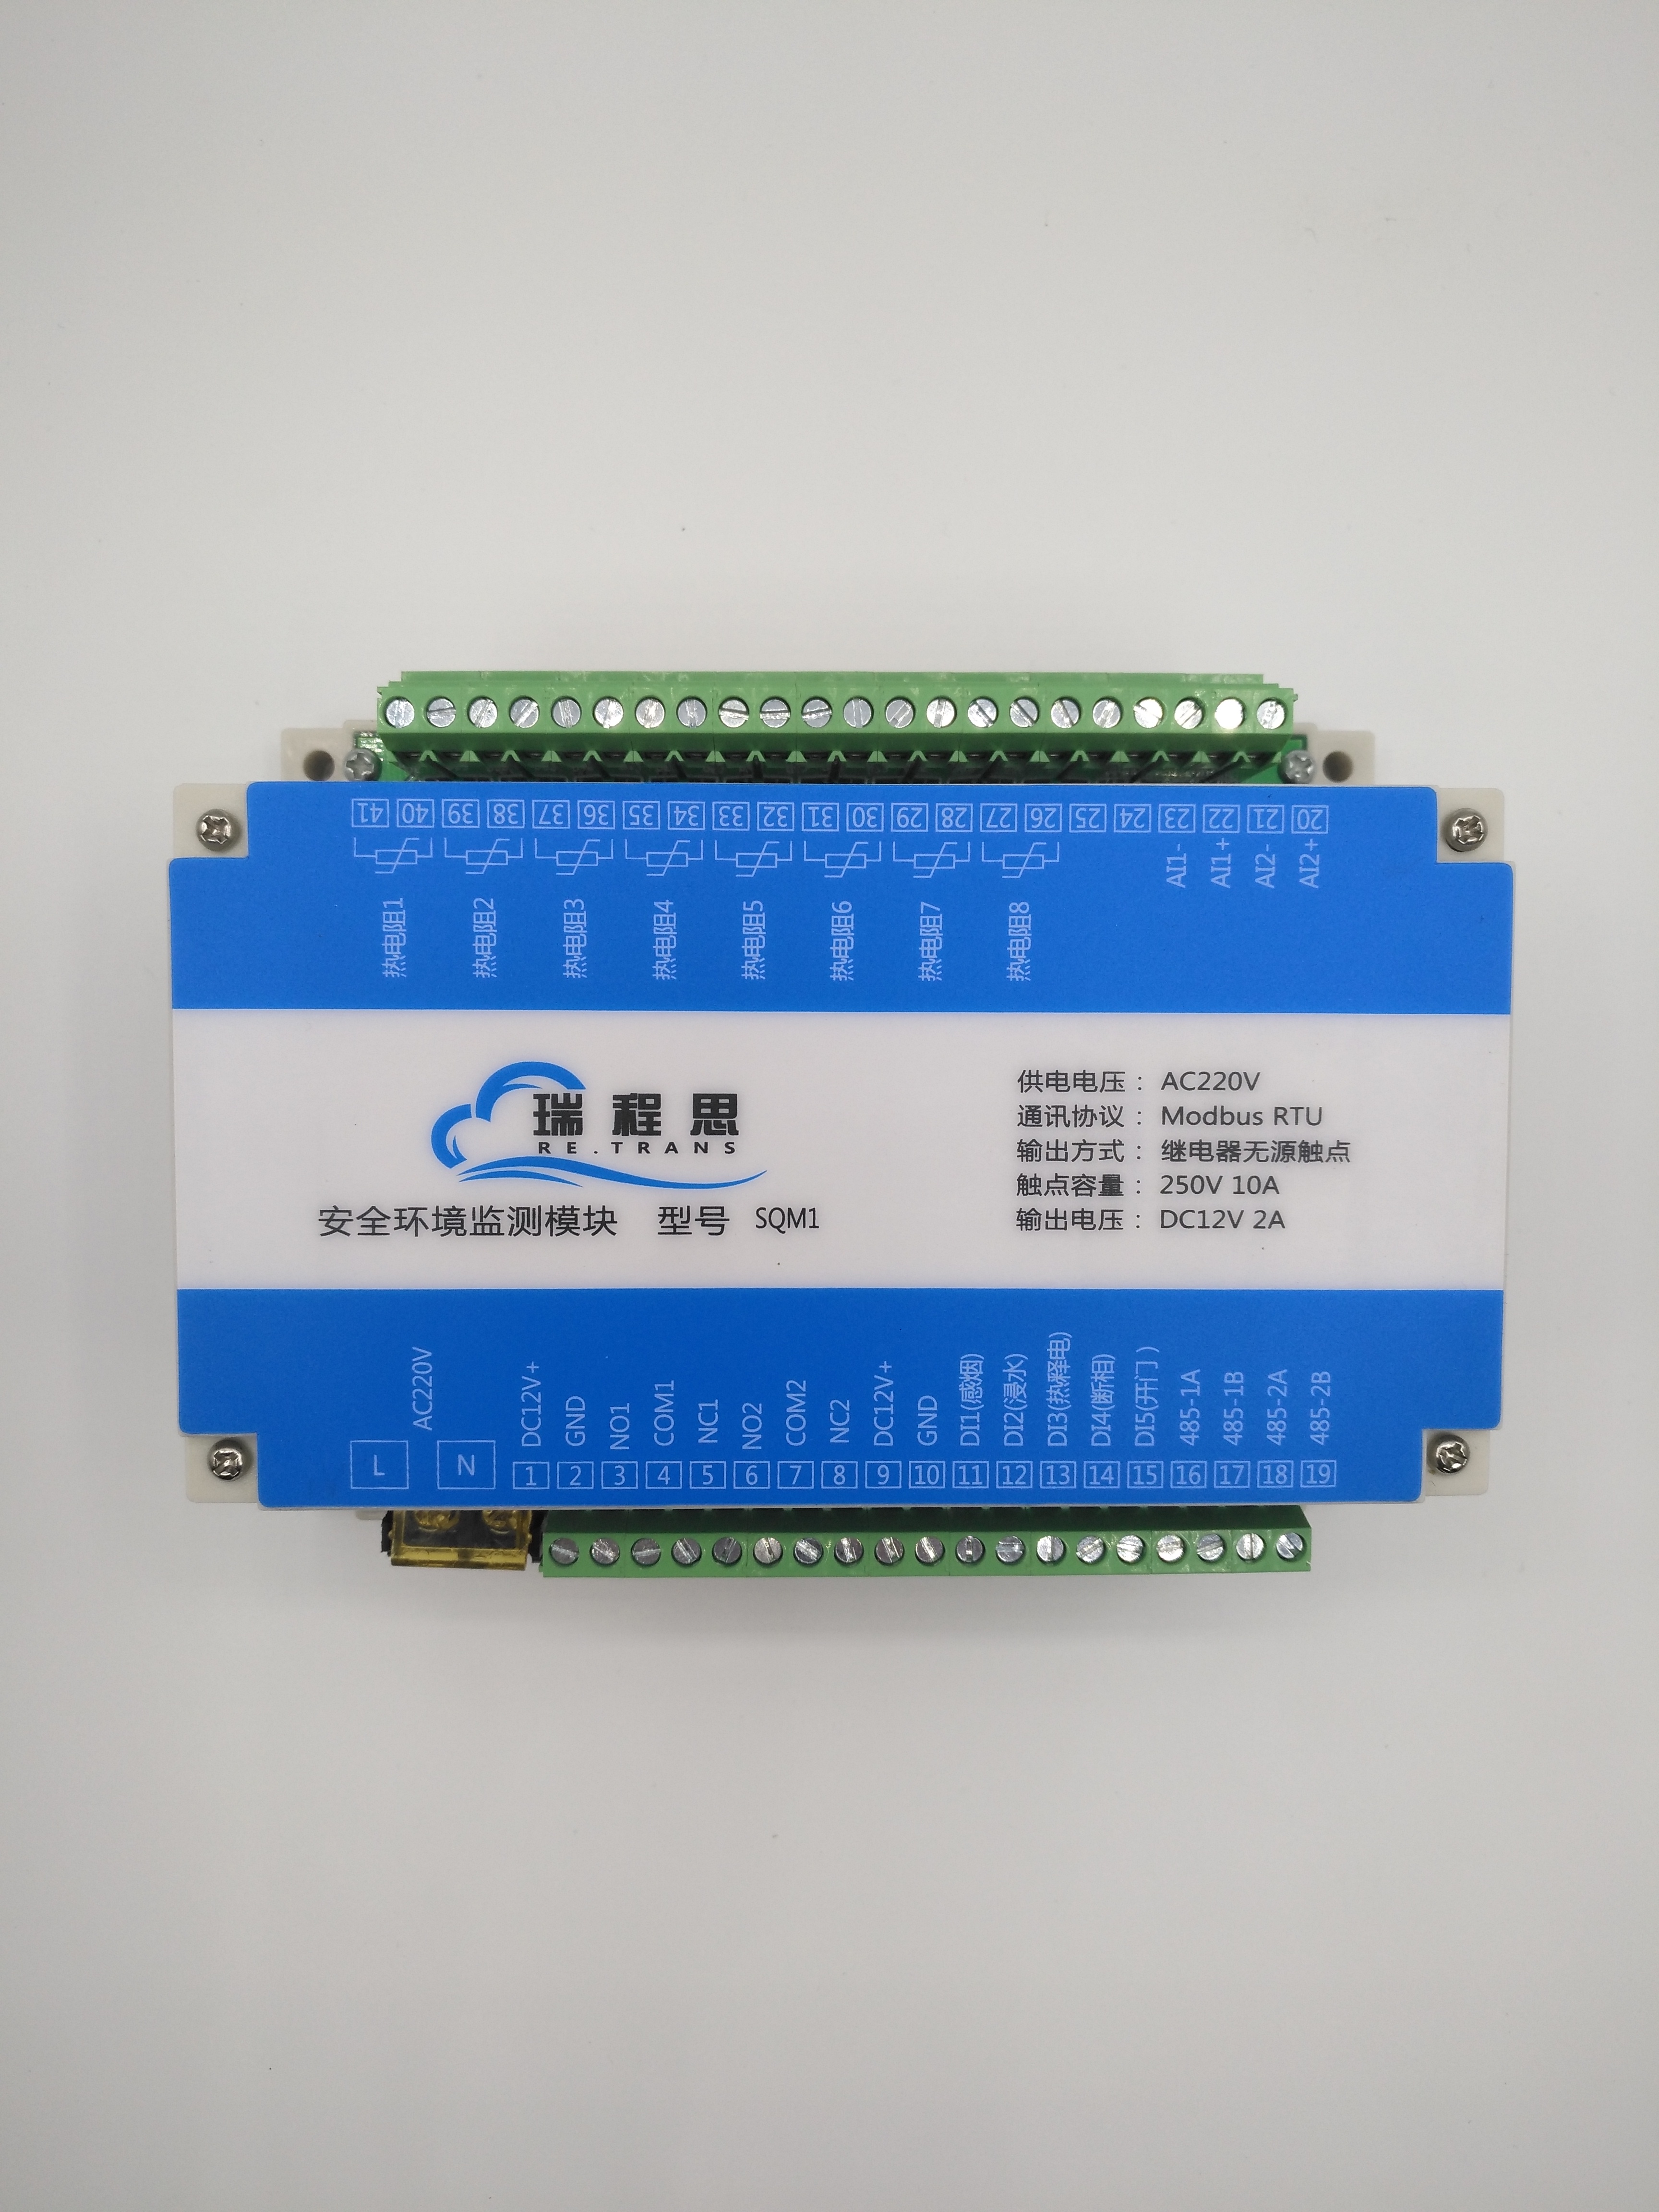 41 40 39 38 37 36 35 34 33 32 31 30 29 28 27 26 25 24 23 22 21 20
AI1- AI1+ AI2- AI2+
热电阻1 热电阻2 热电阻3 热电阻4 热电阻5 热电阻6 热电阻7 热电阻8
瑞程思
RE.TRANS
安全环境监测模块 型号 SQM1
供电电压： AC220V
通讯协议： Modbus RTU
输出方式： 继电器无源触点
触点容量： 250V 10A
输出电压： DC12V 2A
AC220V DC12V+ GND NO1 COM1 NC1 NO2 COM2 NC2 DC12V+ GND DI1(感烟) DI2(浸水) DI3(热释电) DI4(断相) DI5(开门) 485-1A 485-1B 485-2A 485-2B
L N 1 2 3 4 5 6 7 8 9 10 11 12 13 14 15 16 17 18 19